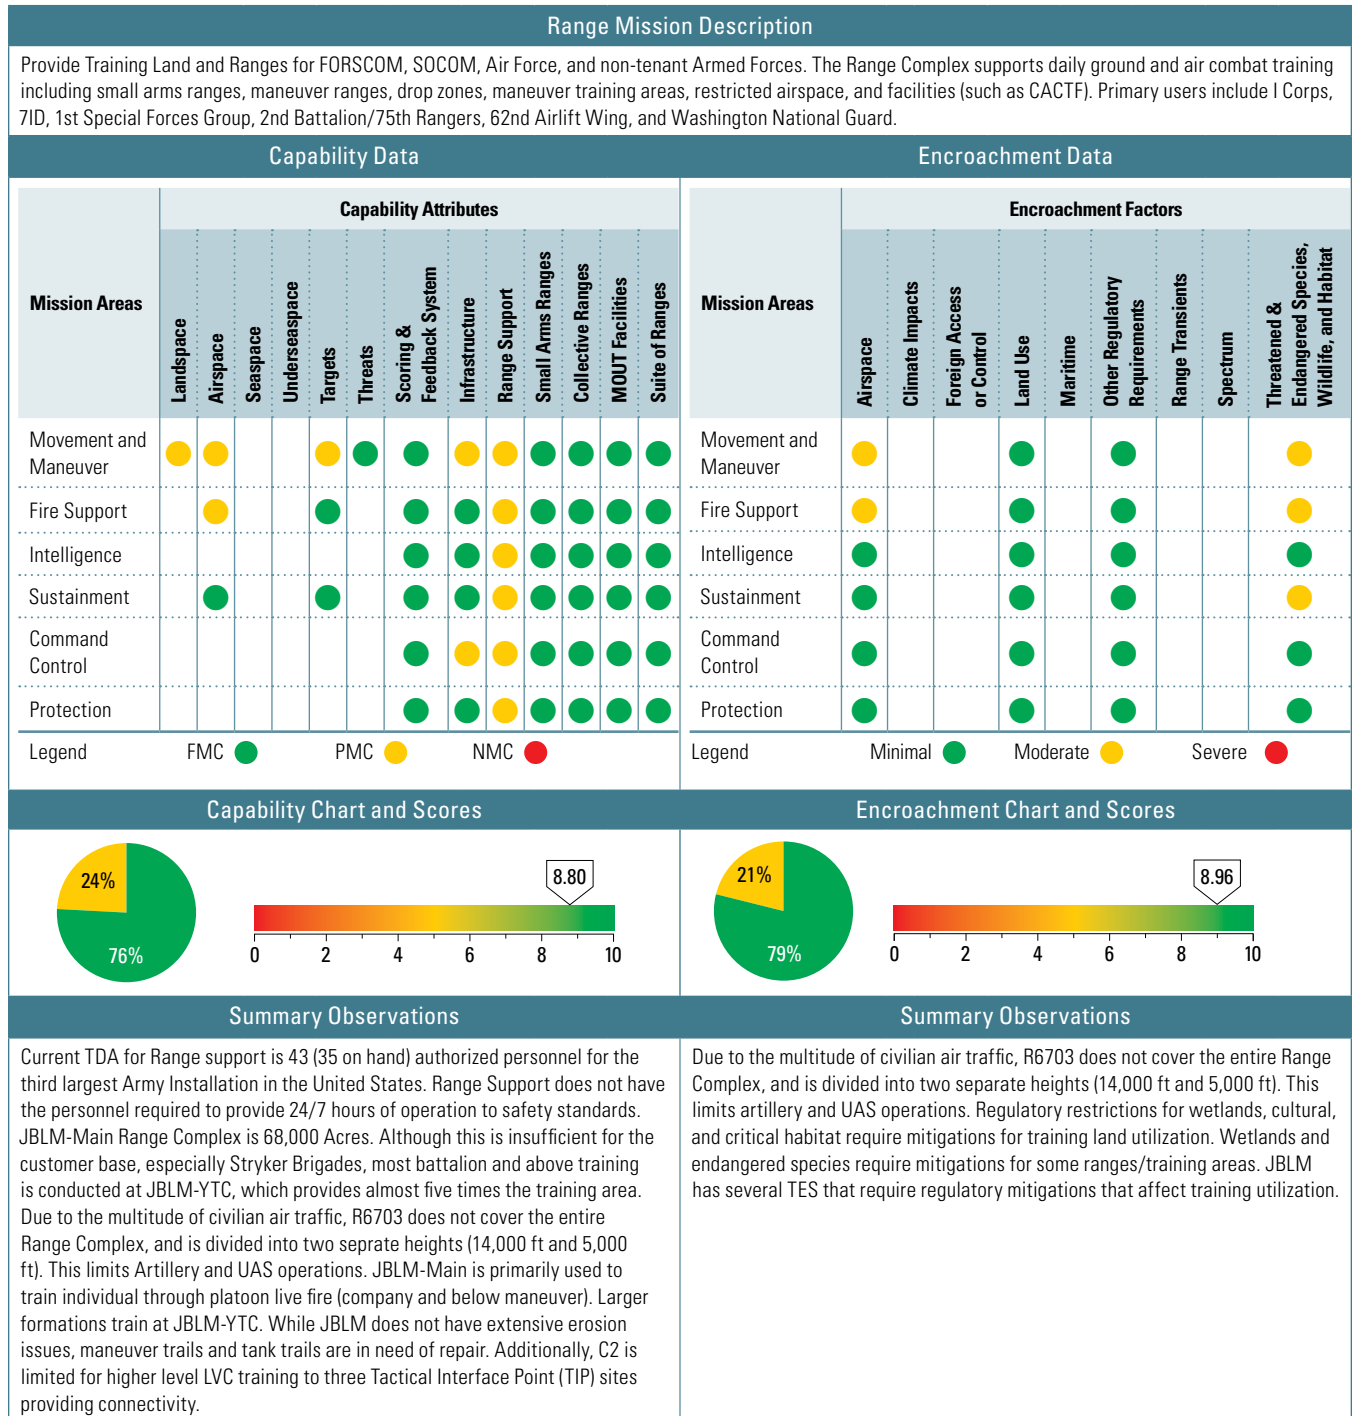 Range Mission Description
Provide Training Land and Ranges for FORSCOM, SOCOM, Air Force, and non-tenant Armed Forces. The Range Complex supports daily ground and air combat training
including small arms ranges, maneuver ranges, drop zones, maneuver training areas, restricted airspace, and facilities (such as CACTF). Primary users include I Corps,
7ID, 1st Special Forces Group, 2nd Battalion/75th Rangers, 62nd Airlift Wing, and Washington National Guard.
Capability Data
Mission Areas
Capability Attributes
Landspace
Airspace
Seaspace
Underseaspace
Targets
Threats
Scoring &
Feedback System
Infrastructure
Range Support
Small Arms Ranges
Collective Ranges
MOUT Facilities
Suite of Ranges
Movement and
Maneuver
Fire Support
Intelligence
Sustainment
Command
Control
Protection
Legend
FMC
PMC
NMC
Encroachment Data
Mission Areas
Encroachment Factors
Airspace
Climate Impacts
Foreign Access
or Control
Land Use
Maritime
Other Regulatory
Requirements
Range Transients
Spectrum
Threatened &
Endangered Species,
Wildlife, and Habitat
Movement and
Maneuver
Fire Support
Intelligence
Sustainment
Command
Control
Protection
Legend
Minimal
Moderate
Severe
Capability Chart and Scores
24%
76%
8.80
0 2 4 6 8 10
Encroachment Chart and Scores
21%
79%
8.96
0 2 4 6 8 10
Summary Observations
Current TDA for Range support is 43 (35 on hand) authorized personnel for the
third largest Army Installation in the United States. Range Support does not have
the personnel required to provide 24/7 hours of operation to safety standards.
JBLM-Main Range Complex is 68,000 Acres. Although this is insufficient for the
customer base, especially Stryker Brigades, most battalion and above training
is conducted at JBLM-YTC, which provides almost five times the training area.
Due to the multitude of civilian air traffic, R6703 does not cover the entire
Range Complex, and is divided into two seprate heights (14,000 ft and 5,000
ft). This limits Artillery and UAS operations. JBLM-Main is primarily used to
train individual through platoon live fire (company and below maneuver). Larger
formations train at JBLM-YTC. While JBLM does not have extensive erosion
issues, maneuver trails and tank trails are in need of repair. Additionally, C2 is
limited for higher level LVC training to three Tactical Interface Point (TIP) sites
providing connectivity.
Summary Observations
Due to the multitude of civilian air traffic, R6703 does not cover the entire Range
Complex, and is divided into two separate heights (14,000 ft and 5,000 ft). This
limits artillery and UAS operations. Regulatory restrictions for wetlands, cultural,
and critical habitat require mitigations for training land utilization. Wetlands and
endangered species require mitigations for some ranges/training areas. JBLM
has several TES that require regulatory mitigations that affect training utilization.